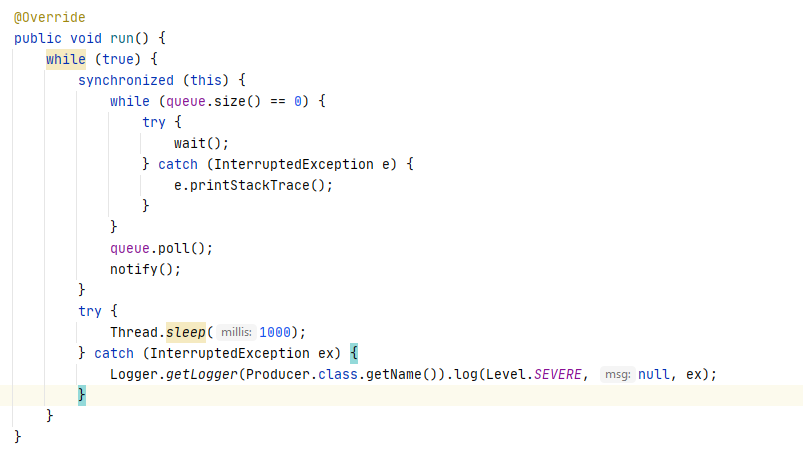 @Override
public void run() {
    while (true) {
        synchronized (this) {
            while (queue.size() == 0) {
                try {
                    wait();
                } catch (InterruptedException e) {
                    e.printStackTrace();
                }
            }
            queue.poll();
            notify();
        }
        try {
            Thread.sleep( millis: 1000);
        } catch (InterruptedException ex) {
            Logger.getLogger(Producer.class.getName()).log(Level.SEVERE, msg: null, ex);
        }
    }
}